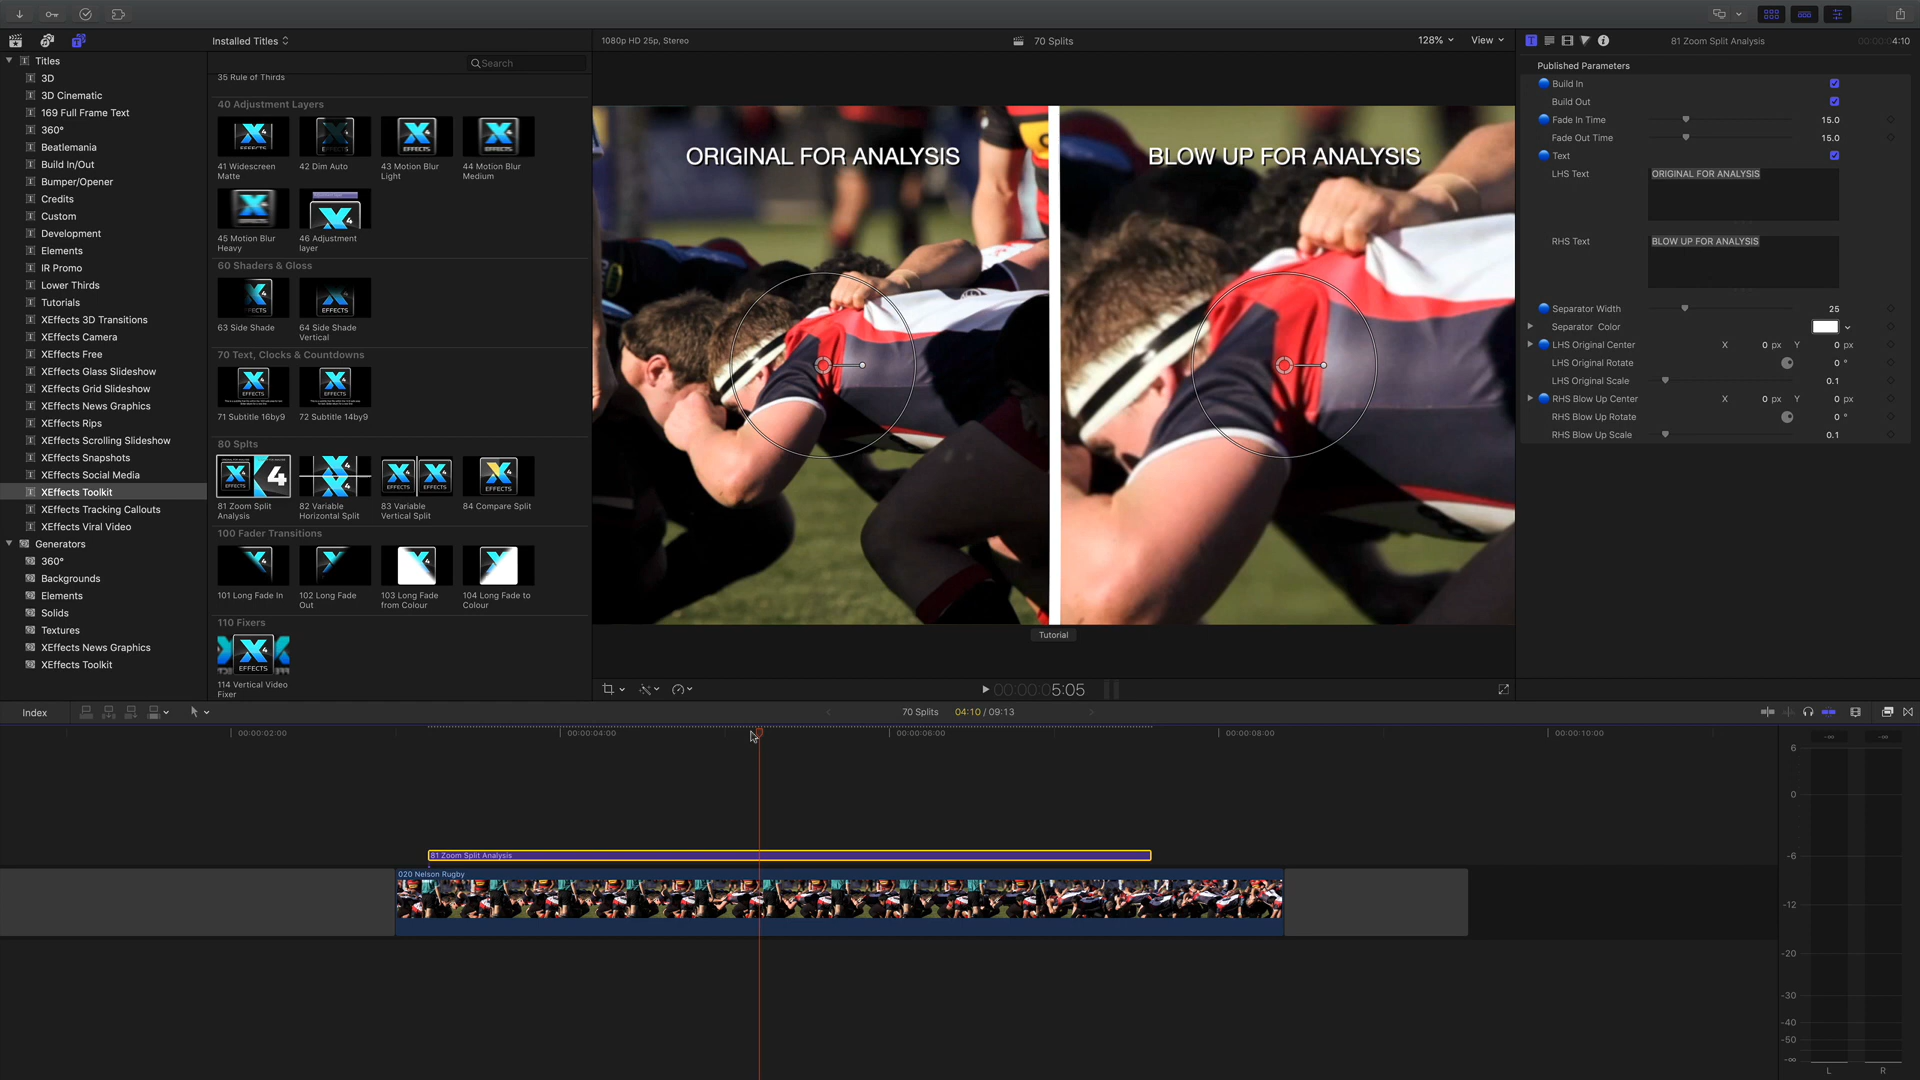 Installed Titles
1080p HD 25p, Stereo
70 Splits
128%
View
81 Zoom Split Analysis
4:10
Titles
3D
3D Cinematic
169 Full Frame Text
360°
Beatlemania
Build In/Out
Bumper/Opener
Credits
Custom
Development
Elements
IR Promo
Lower Thirds
Tutorials
XEffects 3D Transitions
XEffects Camera
XEffects Free
XEffects Glass Slideshow
XEffects Grid Slideshow
XEffects News Graphics
XEffects Rips
XEffects Scrolling Slideshow
XEffects Snapshots
XEffects Social Media
XEffects Toolkit
XEffects Tracking Callouts
XEffects Viral Video
Generators
360°
Backgrounds
Elements
Solids
Textures
XEffects News Graphics
XEffects Toolkit
Search
35 Rule of Thirds
40 Adjustment Layers
41 Widescreen Matte
42 Dim Auto
43 Motion Blur Light
44 Motion Blur Medium
45 Motion Blur Heavy
46 Adjustment layer
60 Shaders & Gloss
63 Side Shade
64 Side Shade Vertical
70 Text, Clocks & Countdowns
71 Subtitle 16by9
72 Subtitle 14by9
80 Splts
81 Zoom Split Analysis
82 Variable Horizontal Split
83 Variable Vertical Split
84 Compare Split
100 Fader Transitions
101 Long Fade In
102 Long Fade Out
103 Long Fade from Colour
104 Long Fade to Colour
110 Fixers
114 Vertical Video Fixer
ORIGINAL FOR ANALYSIS
BLOW UP FOR ANALYSIS
Tutorial
00:00:05:05
Published Parameters
Build In
Build Out
Fade In Time 15.0
Fade Out Time 15.0
Text
LHS Text ORIGINAL FOR ANALYSIS
RHS Text BLOW UP FOR ANALYSIS
Separator Width 25
Separator Color
LHS Original Center X 0 px Y 0 px
LHS Original Rotate 0 °
LHS Original Scale 0.1
RHS Blow Up Center X 0 px Y 0 px
RHS Blow Up Rotate 0 °
RHS Blow Up Scale 0.1
Index
70 Splits 04:10 / 09:13
00:00:02:00
00:00:04:00
00:00:06:00
00:00:08:00
00:00:10:00
81 Zoom Split Analysis
020 Nelson Rugby
-∞ -∞
6
0
-6
-12
-20
-30
-40
-50
-∞
L R